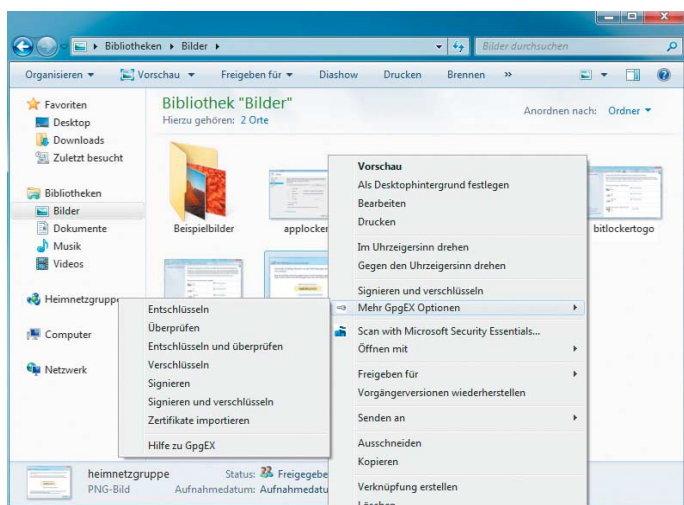 Bibliotheken Bilder
Bilder durchsuchen
Organisieren Vorschau Freigeben für Diashow Drucken Brennen »
Favoriten
Desktop
Downloads
Zuletzt besucht
Bibliotheken
Bilder
Dokumente
Musik
Videos
Heimnetzgruppe
Computer
Netzwerk
Bibliothek "Bilder"
Hierzu gehören: 2 Orte
Anordnen nach: Ordner
Beispielbilder
applocker
bitlockertogo
Vorschau
Als Desktophintergrund festlegen
Bearbeiten
Drucken
Im Uhrzeigersinn drehen
Gegen den Uhrzeigersinn drehen
Signieren und verschlüsseln
Mehr GpgEX Optionen
Scan with Microsoft Security Essentials...
Öffnen mit
Freigeben für
Vorgängerversionen wiederherstellen
Senden an
Ausschneiden
Kopieren
Verknüpfung erstellen
Löschen
Entschlüsseln
Überprüfen
Entschlüsseln und überprüfen
Verschlüsseln
Signieren
Signieren und verschlüsseln
Zertifikate importieren
Hilfe zu GpgEX
heimnetzgruppe Status: Freigegebe
PNG-Bild Aufnahmedatum: Aufnahmedatu